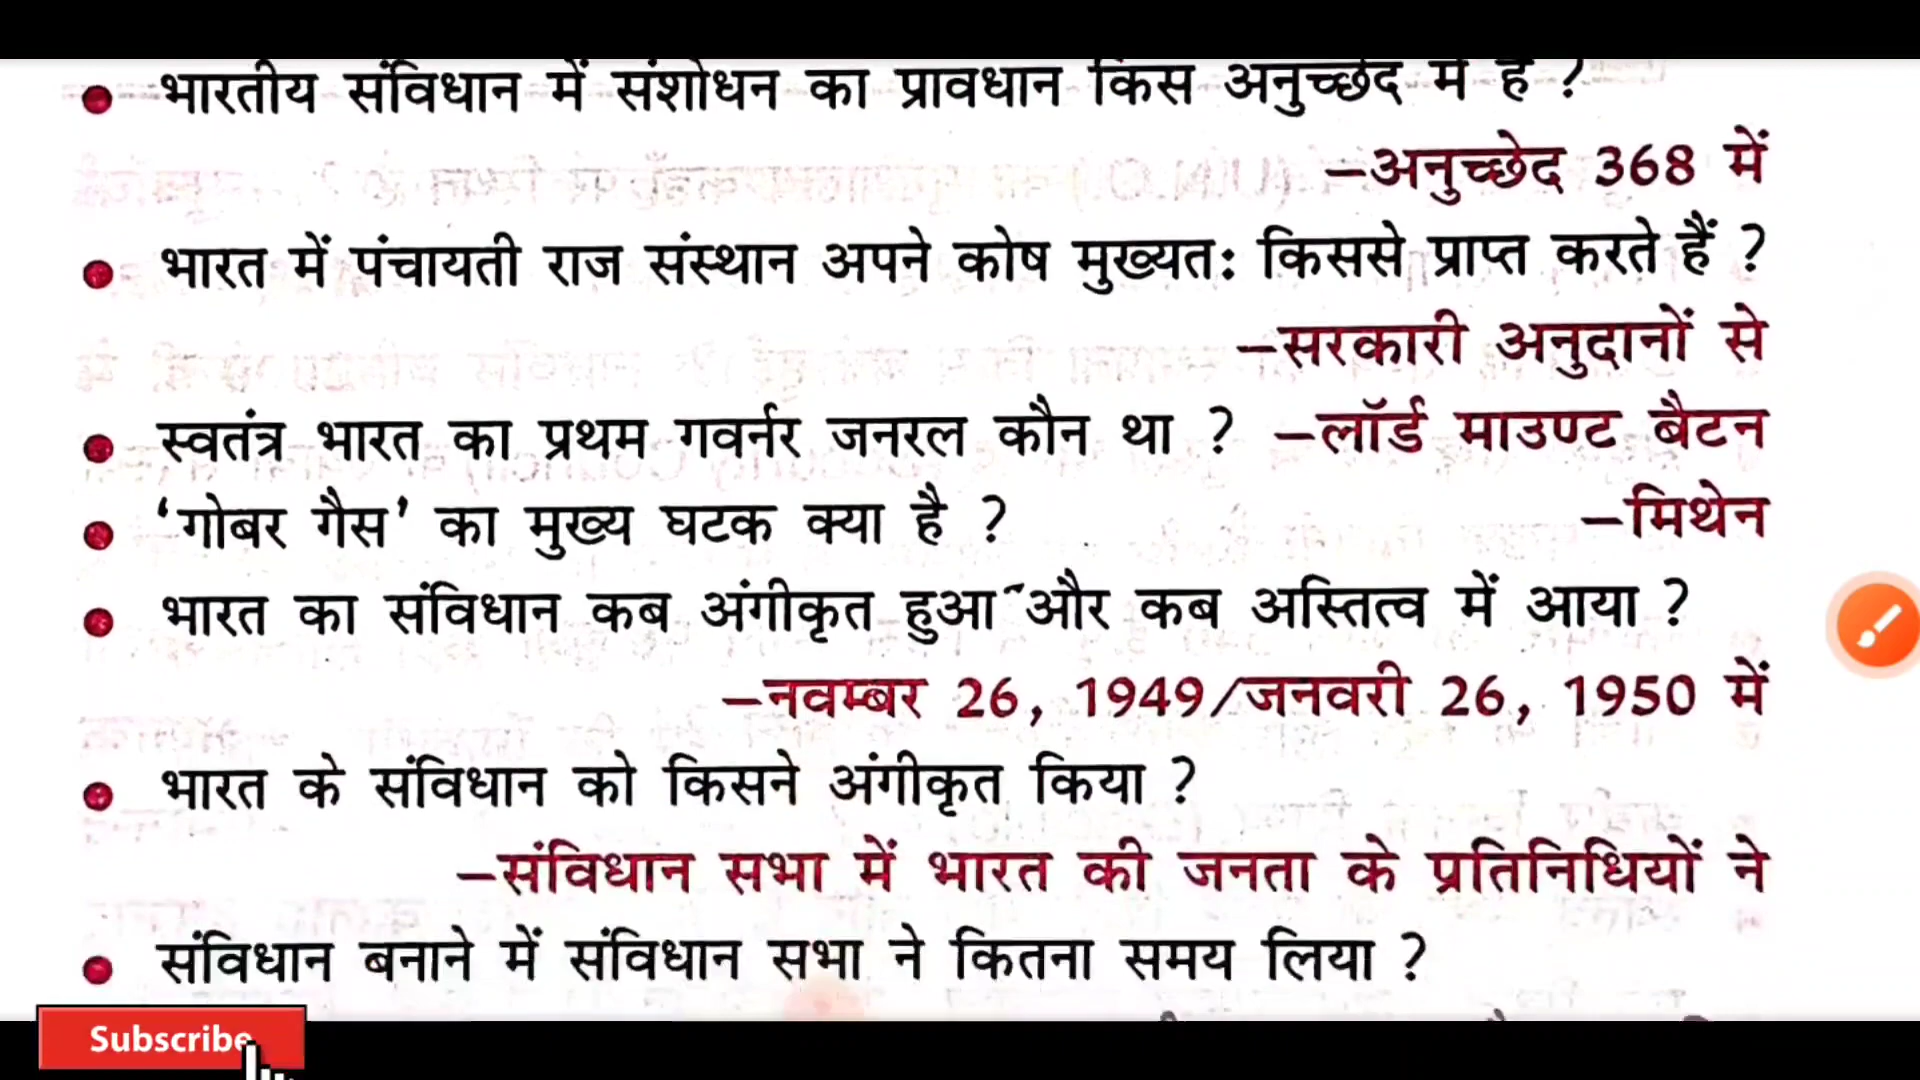 भारतीय संविधान में संशोधन का प्रावधान किस अनुच्छेद में है ?
–अनुच्छेद 368 में
भारत में पंचायती राज संस्थान अपने कोष मुख्यतः किससे प्राप्त करते हैं ?
–सरकारी अनुदानों से
स्वतंत्र भारत का प्रथम गवर्नर जनरल कौन था ? –लॉर्ड माउण्ट बैटन
‘गोबर गैस’ का मुख्य घटक क्या है ? –मिथेन
भारत का संविधान कब अंगीकृत हुआ और कब अस्तित्व में आया ?
–नवम्बर 26, 1949/जनवरी 26, 1950 में
भारत के संविधान को किसने अंगीकृत किया ?
–संविधान सभा में भारत की जनता के प्रतिनिधियों ने
संविधान बनाने में संविधान सभा ने कितना समय लिया ?
Subscribe